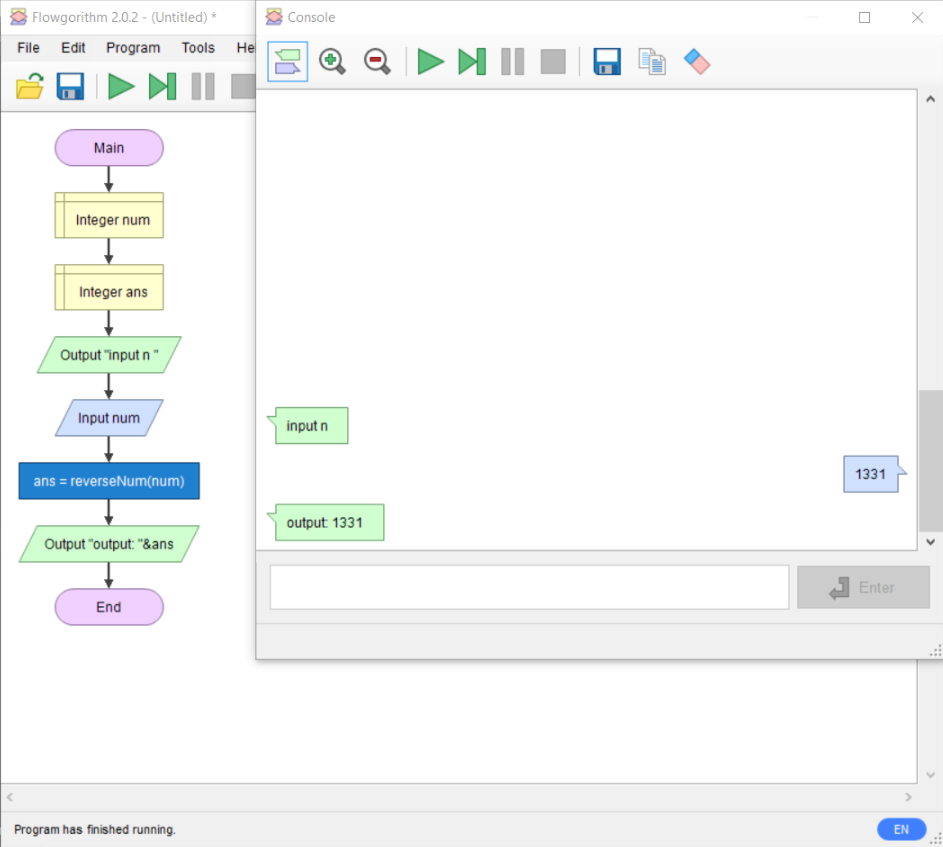 Flowgorithm 2.0.2 - (Untitled) *
File Edit Program Tools He
Main
Integer num
Integer ans
Output "input n "
Input num
ans = reverseNum(num)
Output "output: "&ans
End
Console
input n
1331
output: 1331
Enter
Program has finished running.
EN